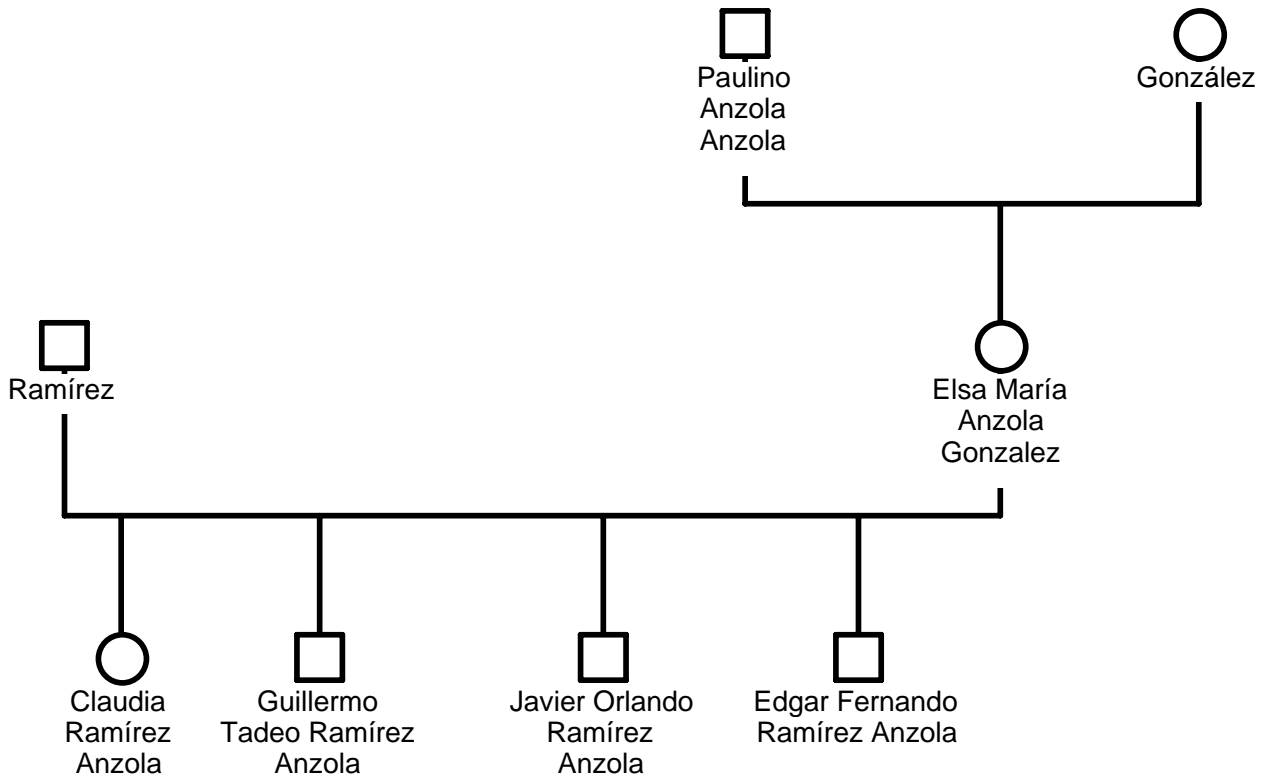 Paulino
Anzola
Anzola
González
Ramírez
Elsa María
Anzola
Gonzalez
Claudia
Ramírez
Anzola
Guillermo
Tadeo Ramírez
Anzola
Javier Orlando
Ramírez
Anzola
Edgar Fernando
Ramírez Anzola